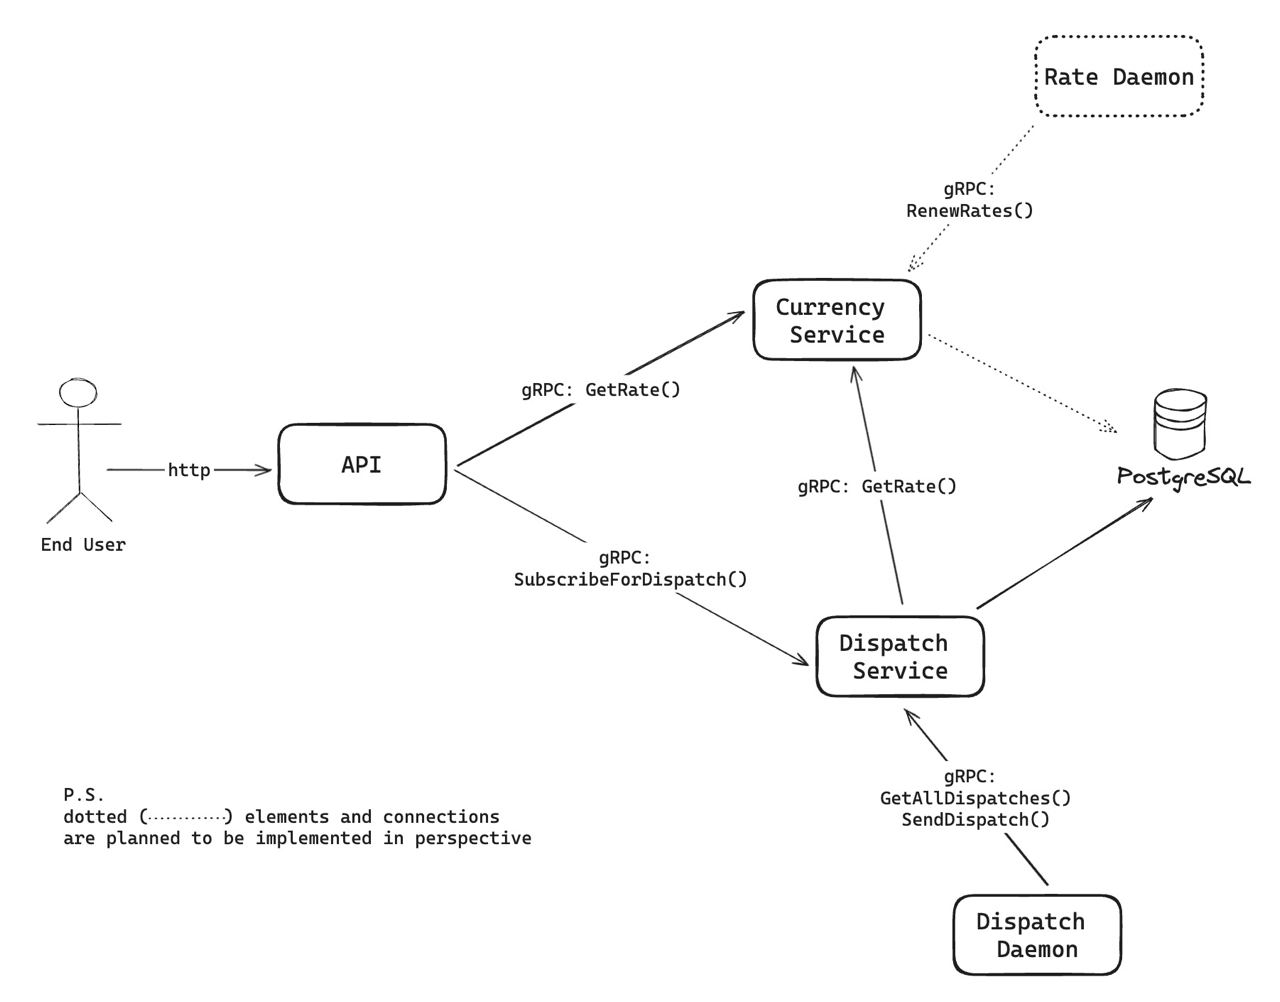 Rate Daemon
gRPC:
RenewRates()
Currency
Service
gRPC: GetRate()
http
API
End User
gRPC: GetRate()
PostgreSQL
gRPC:
SubscribeForDispatch()
Dispatch
Service
gRPC:
GetAllDispatches()
SendDispatch()
P.S.
dotted (............) elements and connections
are planned to be implemented in perspective
Dispatch
Daemon